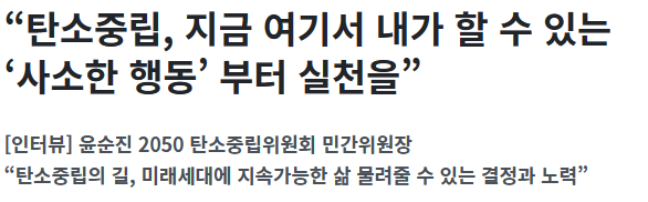 “탄소중립, 지금 여기서 내가 할 수 있는
‘사소한 행동’ 부터 실천을”
[인터뷰] 윤순진 2050 탄소중립위원회 민간위원장
“탄소중립의 길, 미래세대에 지속가능한 삶 물려줄 수 있는 결정과 노력”